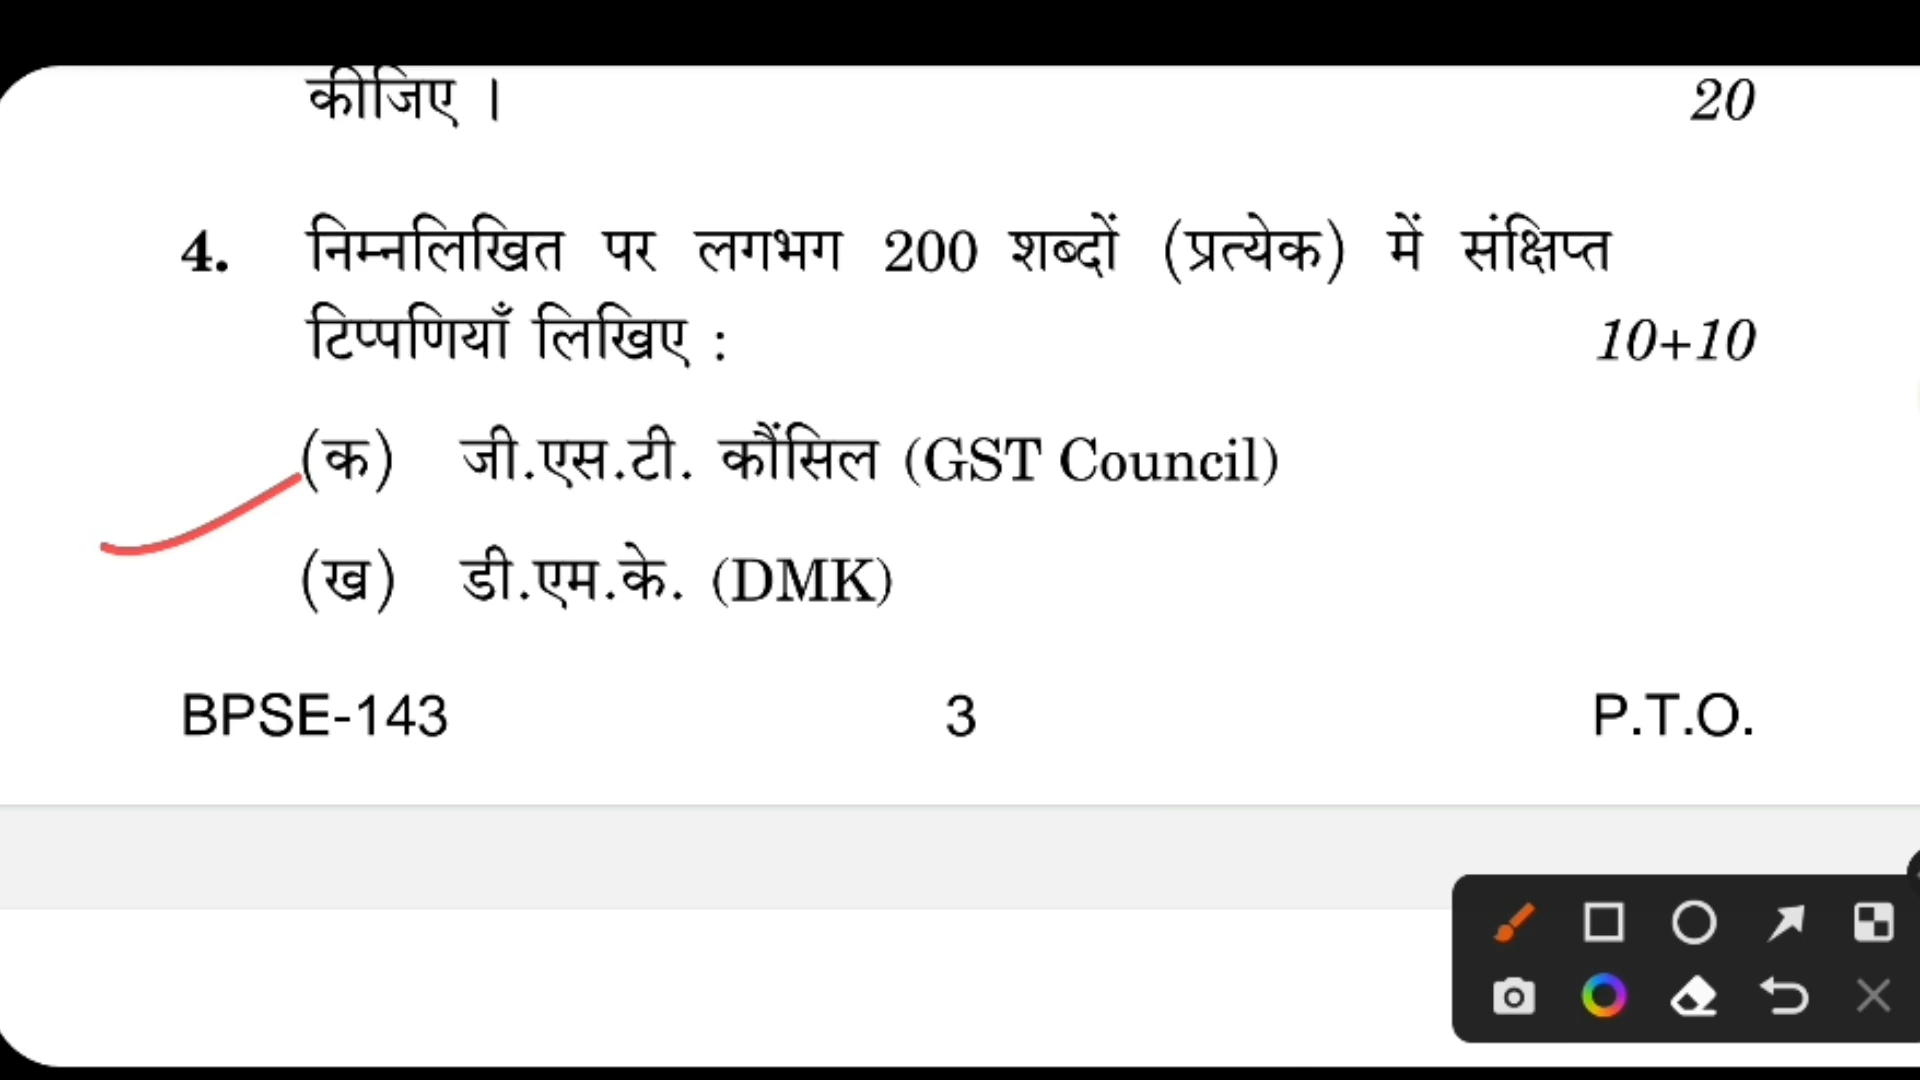 कीजिए । 20
4. निम्नलिखित पर लगभग 200 शब्दों (प्रत्येक) में संक्षिप्त
टिप्पणियाँ लिखिए : 10+10
(क) जी.एस.टी. कौंसिल (GST Council)
(ख) डी.एम.के. (DMK)
BPSE-143 3 P.T.O.